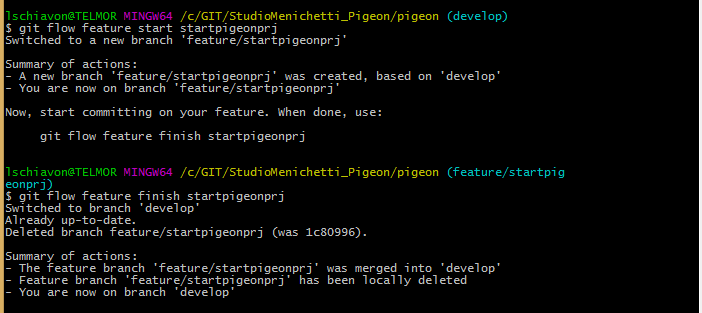 lschiavon@TELMOR MINGW64 /c/GIT/StudioMenichetti_Pigeon/pigeon (develop)
$ git flow feature start startpigeonprj
Switched to a new branch 'feature/startpigeonprj'

Summary of actions:
- A new branch 'feature/startpigeonprj' was created, based on 'develop'
- You are now on branch 'feature/startpigeonprj'

Now, start committing on your feature. When done, use:

     git flow feature finish startpigeonprj

lschiavon@TELMOR MINGW64 /c/GIT/StudioMenichetti_Pigeon/pigeon (feature/startpig
eonprj)
$ git flow feature finish startpigeonprj
Switched to branch 'develop'
Already up-to-date.
Deleted branch feature/startpigeonprj (was 1c80996).

Summary of actions:
- The feature branch 'feature/startpigeonprj' was merged into 'develop'
- Feature branch 'feature/startpigeonprj' has been locally deleted
- You are now on branch 'develop'